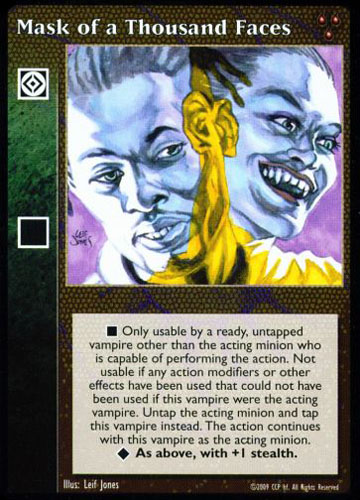 Mask of a Thousand Faces
LEIF
JONES
Only usable by a ready, untapped
vampire other than the acting minion who
is capable of performing the action. Not
usable if any action modifiers or other
effects have been used that could not have
been used if this vampire were the acting
vampire. Untap the acting minion and tap
this vampire instead. The action continues
with this vampire as the acting minion.
As above, with +1 stealth.
Illus: Leif Jones ©2009 CCP hf. All Rights Reserved